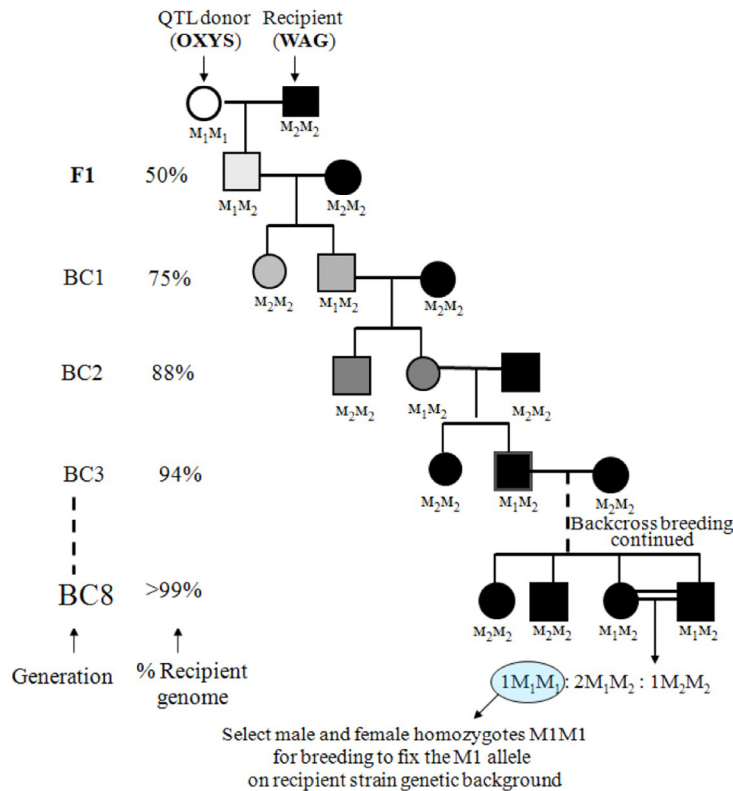 QTL donor Recipient
(OXYS) (WAG)
M₁M₁ M₂M₂
F1 50%
M₁M₂ M₂M₂
BC1 75%
M₂M₂ M₁M₂ M₂M₂
BC2 88%
M₂M₂ M₁M₂ M₂M₂
BC3 94%
M₂M₂ M₁M₂ M₂M₂
Backcross breeding
continued
BC8 >99%
M₂M₂ M₂M₂ M₁M₂ M₁M₂
Generation % Recipient
genome
1M₁M₁ : 2M₁M₂ : 1M₂M₂
Select male and female homozygotes M1M1
for breeding to fix the M1 allele
on recipient strain genetic background